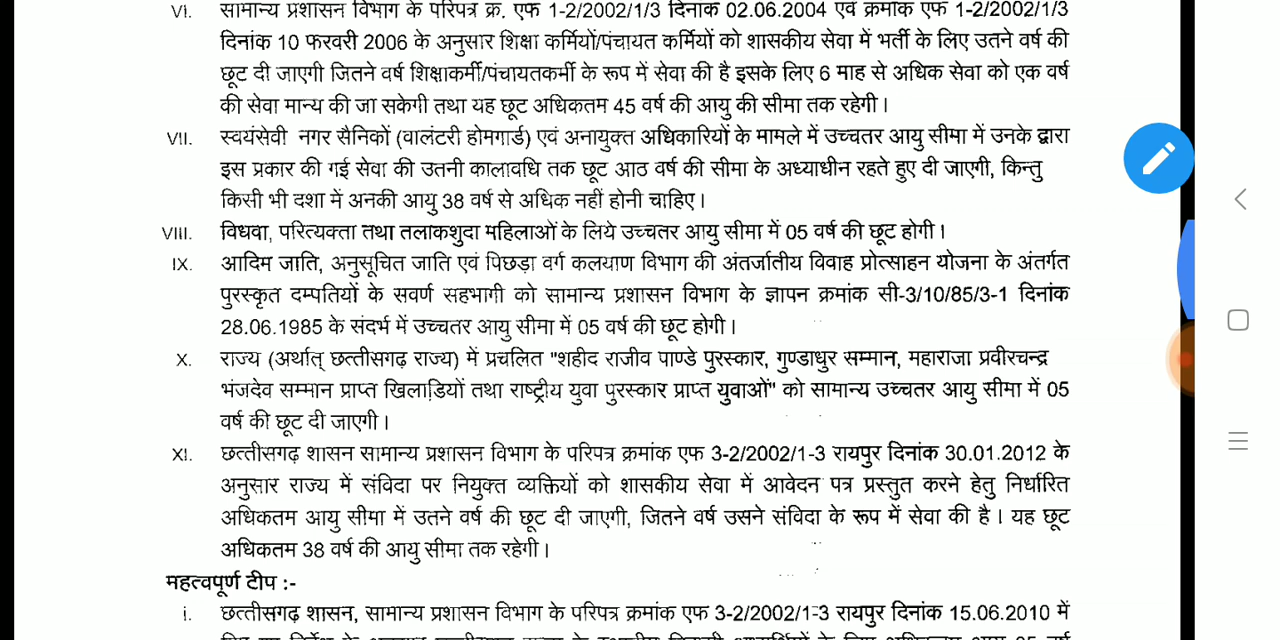 VI. सामान्य प्रशासन विभाग के परिपत्र क्र. एफ 1-2/2002/1/3 दिनांक 02.06.2004 एवं क्रमांक एफ 1-2/2002/1/3
दिनांक 10 फरवरी 2006 के अनुसार शिक्षा कर्मियों/पंचायत कर्मियों को शासकीय सेवा में भर्ती के लिए उतने वर्ष की
छूट दी जाएगी जितने वर्ष शिक्षाकर्मी/पंचायतकर्मी के रूप में सेवा की है इसके लिए 6 माह से अधिक सेवा को एक वर्ष
की सेवा मान्य की जा सकेगी तथा यह छूट अधिकतम 45 वर्ष की आयु की सीमा तक रहेगी।
VII. स्वयंसेवी नगर सैनिकों (वालंटरी होमगार्ड) एवं अनायुक्त अधिकारियों के मामले में उच्चतर आयु सीमा में उनके द्वारा
इस प्रकार की गई सेवा की उतनी कालावधि तक छूट आठ वर्ष की सीमा के अध्याधीन रहते हुए दी जाएगी, किन्तु
किसी भी दशा में अनकी आयु 38 वर्ष से अधिक नहीं होनी चाहिए।
VIII. विधवा, परित्यक्ता तथा तलाकशुदा महिलाओं के लिये उच्चतर आयु सीमा में 05 वर्ष की छूट होगी।
IX. आदिम जाति, अनुसूचित जाति एवं पिछड़ा वर्ग कल्याण विभाग की अंतर्जातीय विवाह प्रोत्साहन योजना के अंतर्गत
पुरस्कृत दम्पतियों के सवर्ण सहभागी को सामान्य प्रशासन विभाग के ज्ञापन क्रमांक सी-3/10/85/3-1 दिनांक
28.06.1985 के संदर्भ में उच्चतर आयु सीमा में 05 वर्ष की छूट होगी।
X. राज्य (अर्थात् छत्तीसगढ़ राज्य) में प्रचलित "शहीद राजीव पाण्डे पुरस्कार, गुण्डाधुर सम्मान, महाराजा प्रवीरचन्द्र
भंजदेव सम्मान प्राप्त खिलाड़ियों तथा राष्ट्रीय युवा पुरस्कार प्राप्त युवाओं" को सामान्य उच्चतर आयु सीमा में 05
वर्ष की छूट दी जाएगी।
XI. छत्तीसगढ़ शासन सामान्य प्रशासन विभाग के परिपत्र क्रमांक एफ 3-2/2002/1-3 रायपुर दिनांक 30.01.2012 के
अनुसार राज्य में संविदा पर नियुक्त व्यक्तियों को शासकीय सेवा में आवेदन पत्र प्रस्तुत करने हेतु निर्धारित
अधिकतम आयु सीमा में उतने वर्ष की छूट दी जाएगी, जितने वर्ष उसने संविदा के रूप में सेवा की है। यह छूट
अधिकतम 38 वर्ष की आयु सीमा तक रहेगी।
महत्वपूर्ण टीप :-
i. छत्तीसगढ़ शासन, सामान्य प्रशासन विभाग के परिपत्र क्रमांक एफ 3-2/2002/1-3 रायपुर दिनांक 15.06.2010 में